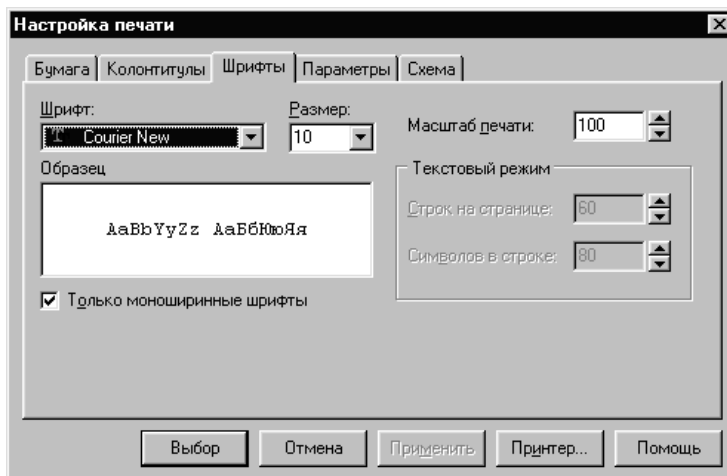 Настройка печати
Бумага Колонтитулы Шрифты Параметры Схема
Шрифт: Размер:
Courier New 10 Масштаб печати: 100
Образец Текстовый режим
AaBbYyZz АаБбЮюЯя Строк на странице: 60
Символов в строке: 80
Только моноширинные шрифты
Выбор Отмена Применить Принтер... Помощь